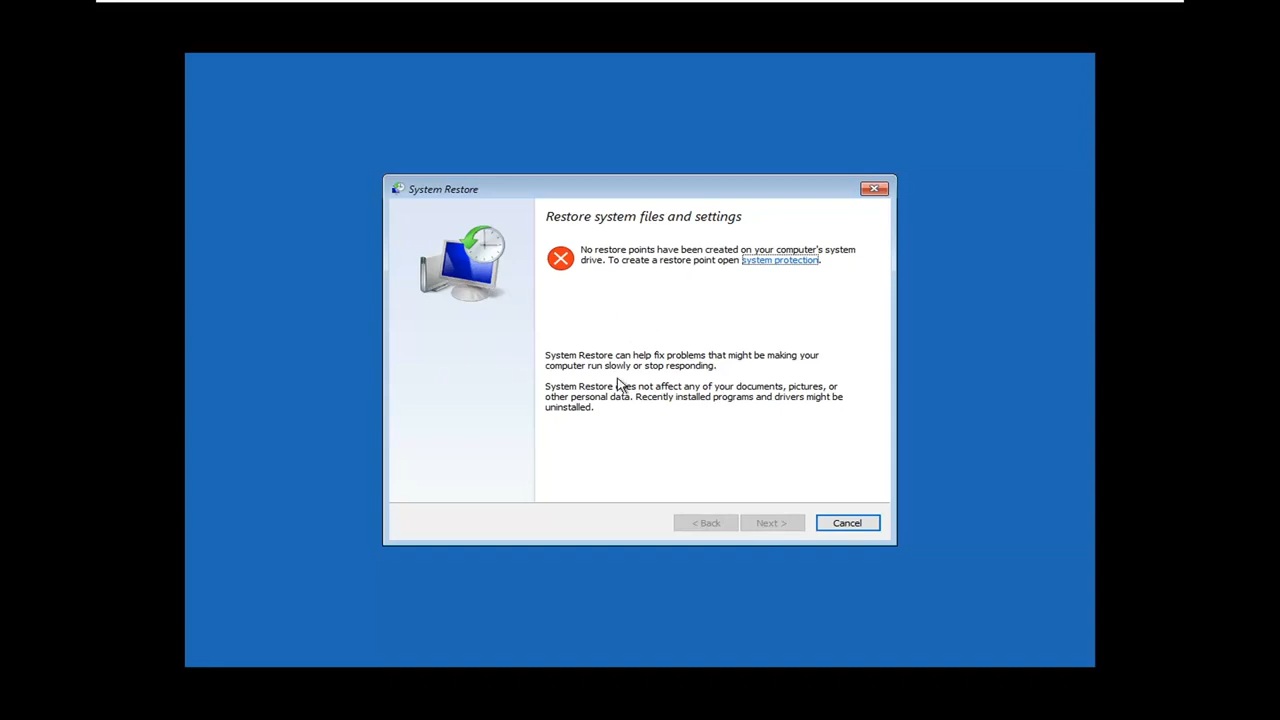 System Restore
Restore system files and settings
No restore points have been created on your computer's system
drive. To create a restore point open system protection.
System Restore can help fix problems that might be making your
computer run slowly or stop responding.
System Restore does not affect any of your documents, pictures, or
other personal data. Recently installed programs and drivers might be
uninstalled.
< Back
Next >
Cancel